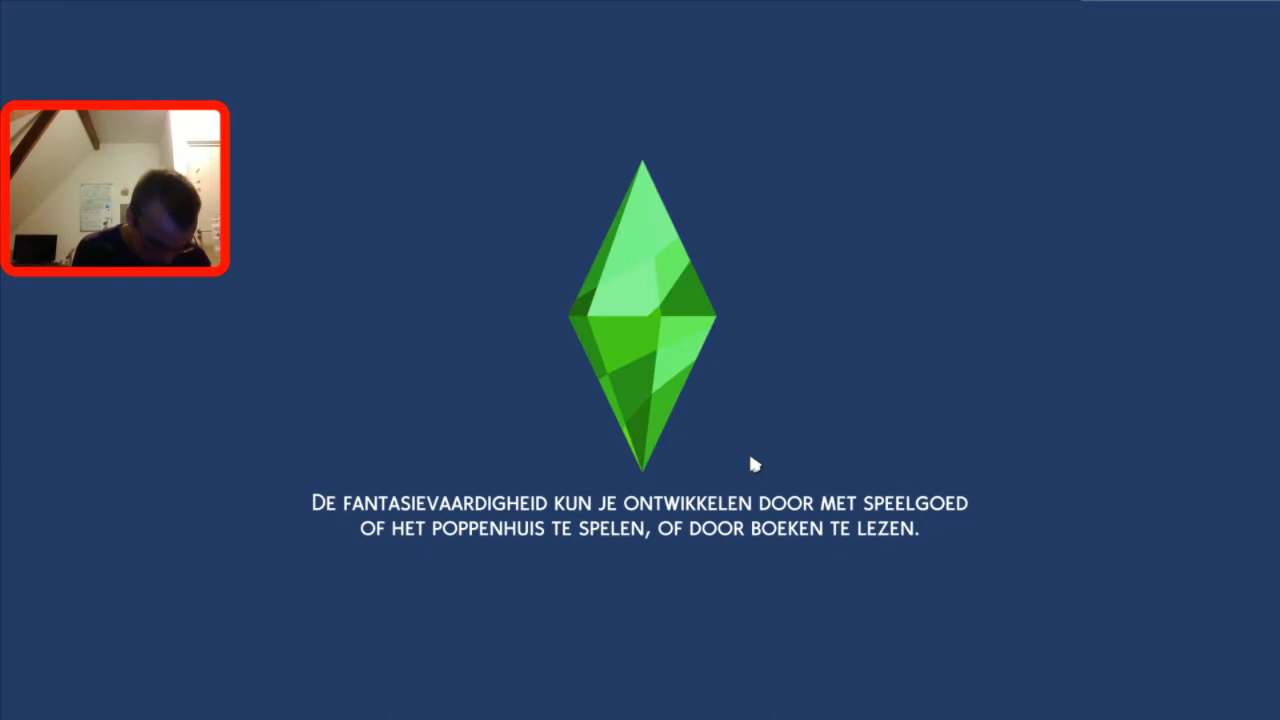 De fantasievaardigheid kun je ontwikkelen door met speelgoed
of het poppenhuis te spelen, of door boeken te lezen.